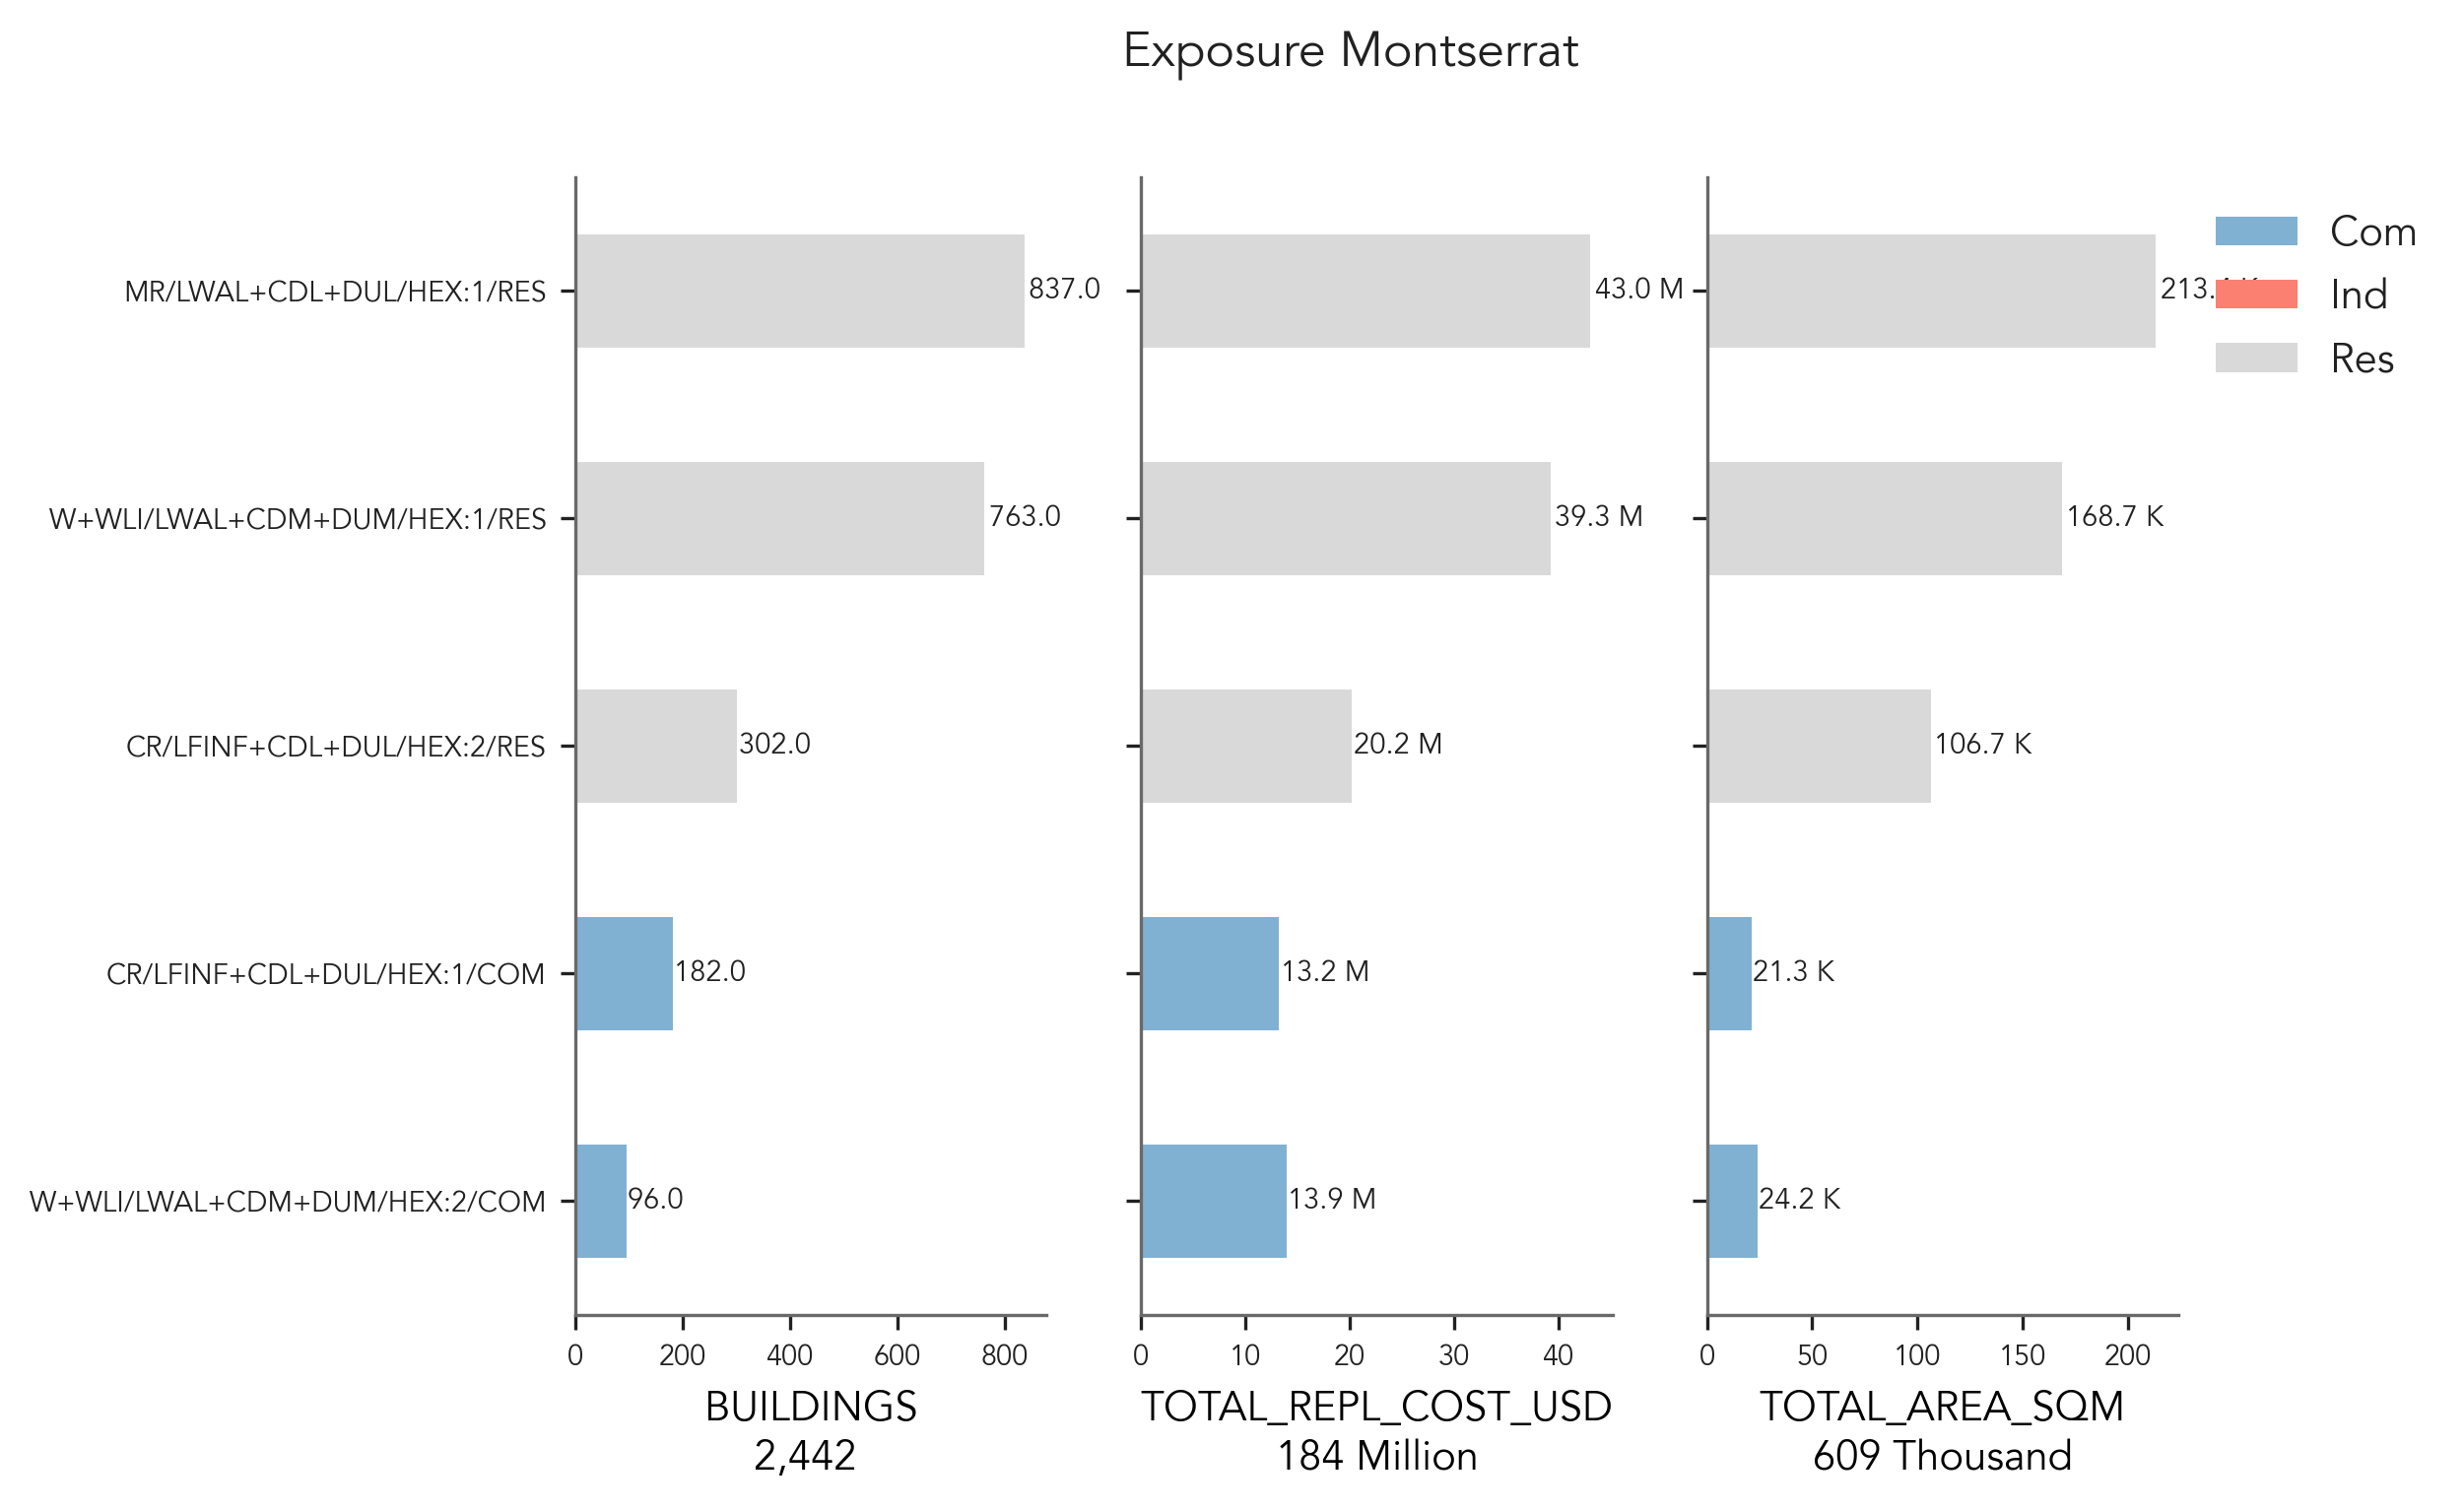 Exposure Montserrat
MR/LWAL+CDL+DUL/HEX:1/RES
W+WLI/LWAL+CDM+DUM/HEX:1/RES
CR/LFINF+CDL+DUL/HEX:2/RES
CR/LFINF+CDL+DUL/HEX:1/COM
W+WLI/LWAL+CDM+DUM/HEX:2/COM
837.0
763.0
302.0
182.0
96.0
0 200 400 600 800
BUILDINGS
2,442
43.0 M
39.3 M
20.2 M
13.2 M
13.9 M
0 10 20 30 40
TOTAL_REPL_COST_USD
184 Million
168.7 K
106.7 K
21.3 K
24.2 K
0 50 100 150 200
TOTAL_AREA_SQM
609 Thousand
Com
Ind
Res